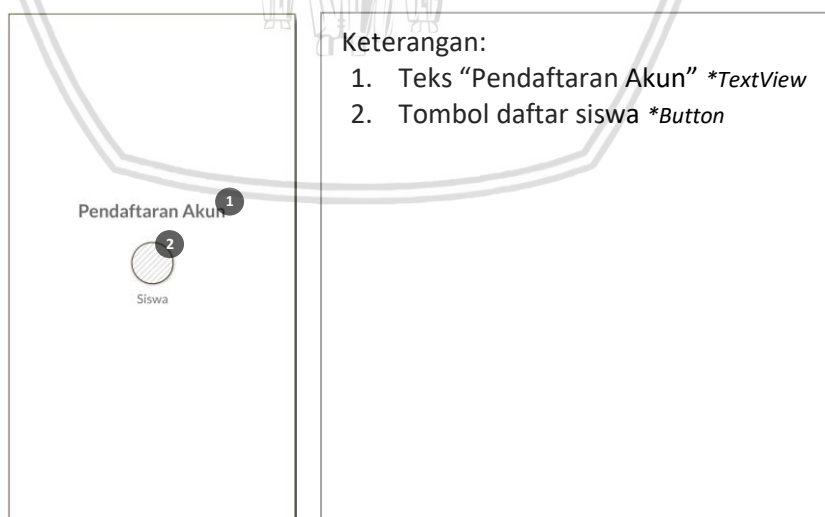 Pendaftaran Akun
1
2
Siswa
Keterangan:
1. Teks “Pendaftaran Akun” *TextView
2. Tombol daftar siswa *Button